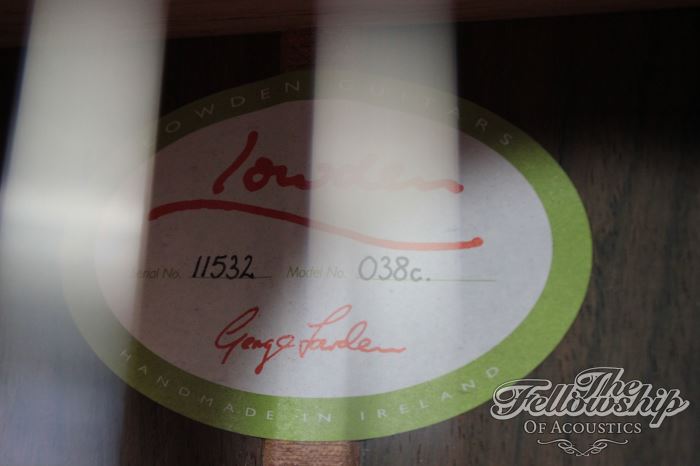 LOWDEN GUITARS
Lowden
Serial No. 11532 Model No. 038c.
George Lowden
HANDMADE IN IRELAND
The
Fellowship
OF ACOUSTICS